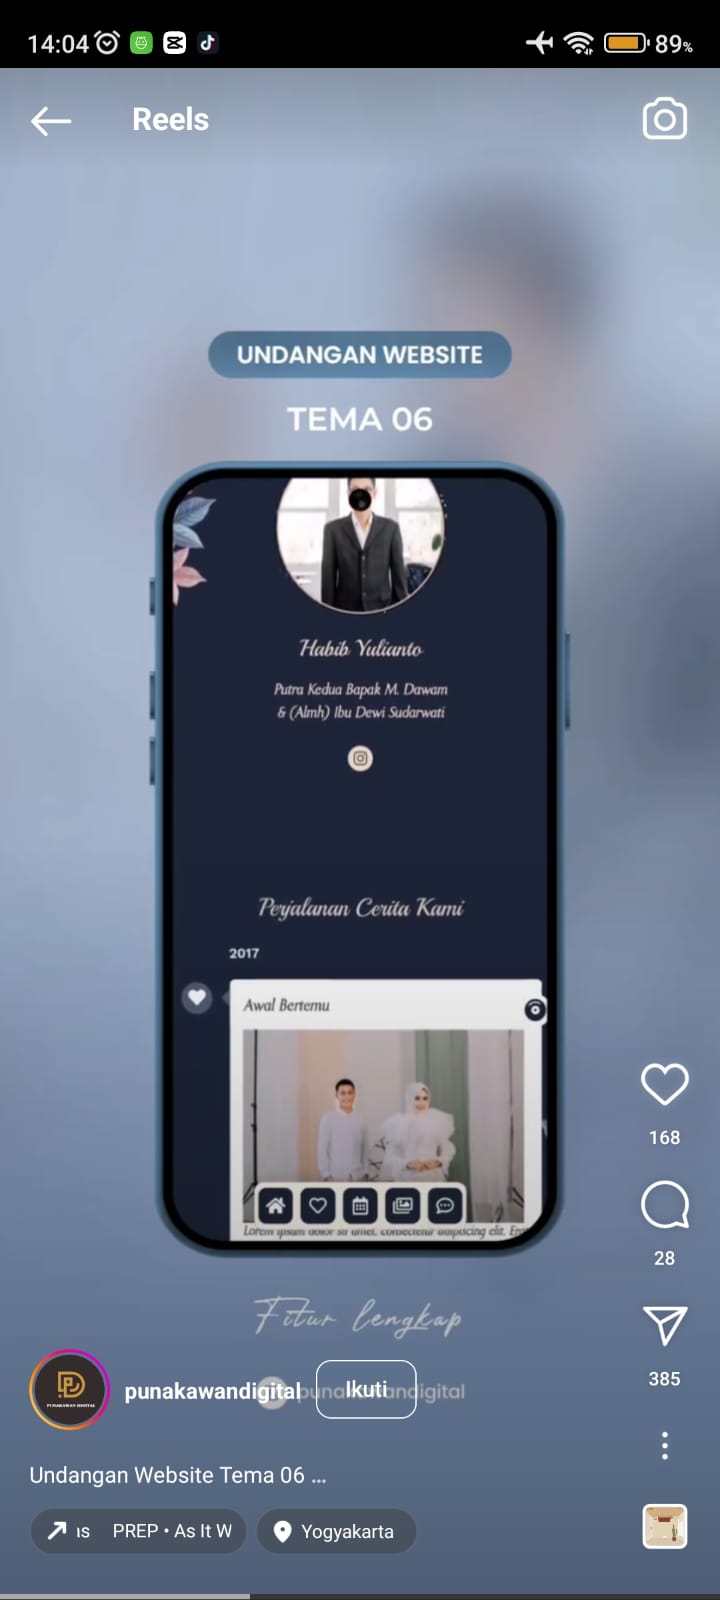 14:04
89%
Reels
UNDANGAN WEBSITE
TEMA 06
Habib Yulianto
Putra Kedua Bapak M. Dawam
& (Almh) Ibu Dewi Sudarwati
Perjalanan Cerita Kami
2017
Awal Bertemu
Lorem ipsum dolor sit amet, consectetur adipiscing elit.
168
28
385
Fitur lengkap
PUNAKAWAN DIGITAL
punakawandigital
Ikuti
punakawandigital
Undangan Website Tema 06 ...
PREP • As It W
Yogyakarta